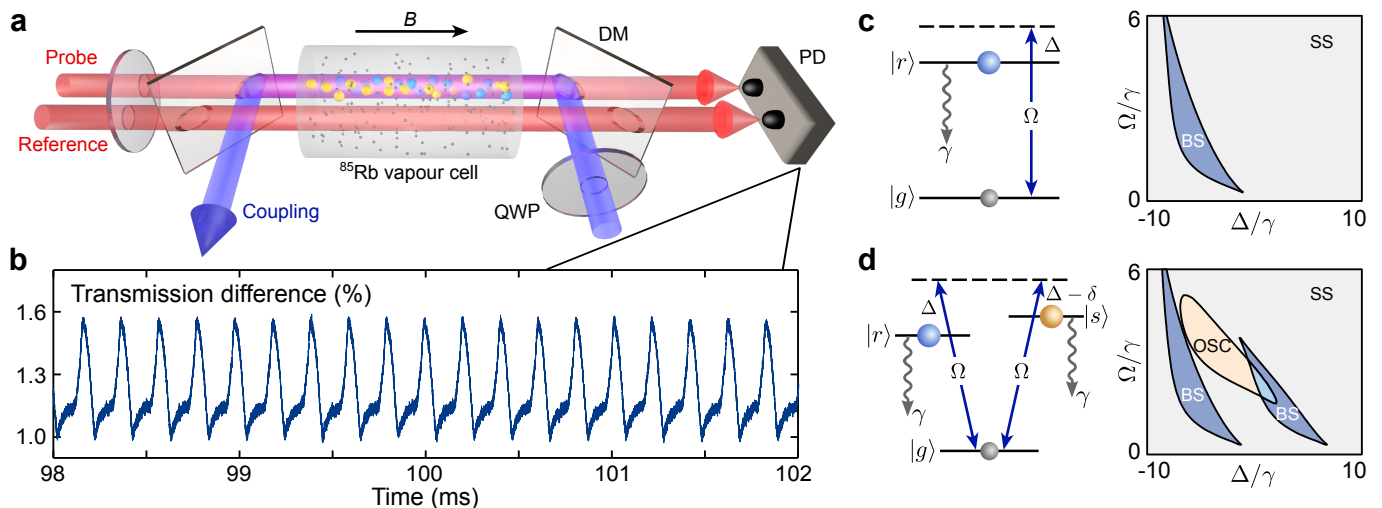 a
B
DM
PD
Probe
Reference
⁸⁵Rb vapour cell
Coupling
QWP
b
Transmission difference (%)
1.6
1.3
1.0
98
99
100
101
102
Time (ms)
c
Δ
|r⟩
Ω
γ
|g⟩
6
SS
Ω/γ
BS
0
-10
Δ/γ
10
d
Δ
Δ − δ
|r⟩
|s⟩
Ω
Ω
γ
γ
|g⟩
6
SS
OSC
Ω/γ
BS
BS
0
-10
Δ/γ
10